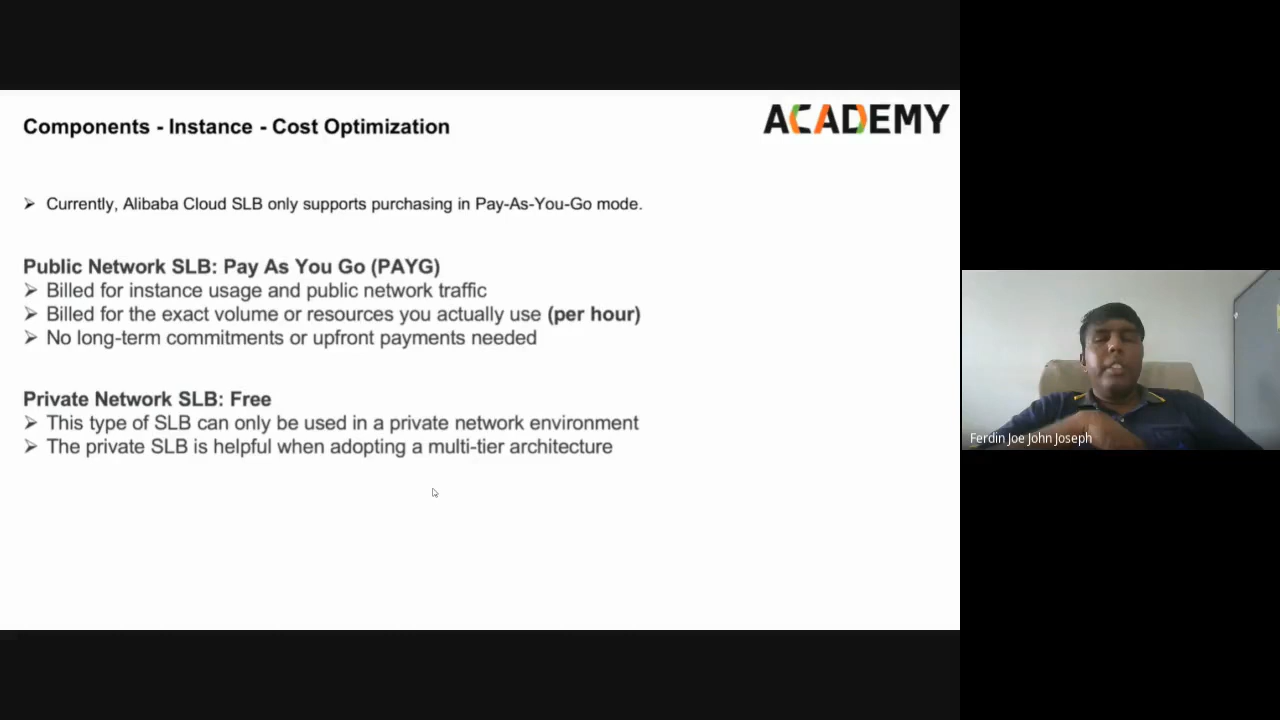 Components - Instance - Cost Optimization
ACADEMY
➢ Currently, Alibaba Cloud SLB only supports purchasing in Pay-As-You-Go mode.
Public Network SLB: Pay As You Go (PAYG)
➢ Billed for instance usage and public network traffic
➢ Billed for the exact volume or resources you actually use (per hour)
➢ No long-term commitments or upfront payments needed
Private Network SLB: Free
➢ This type of SLB can only be used in a private network environment
➢ The private SLB is helpful when adopting a multi-tier architecture
Ferdin Joe John Joseph